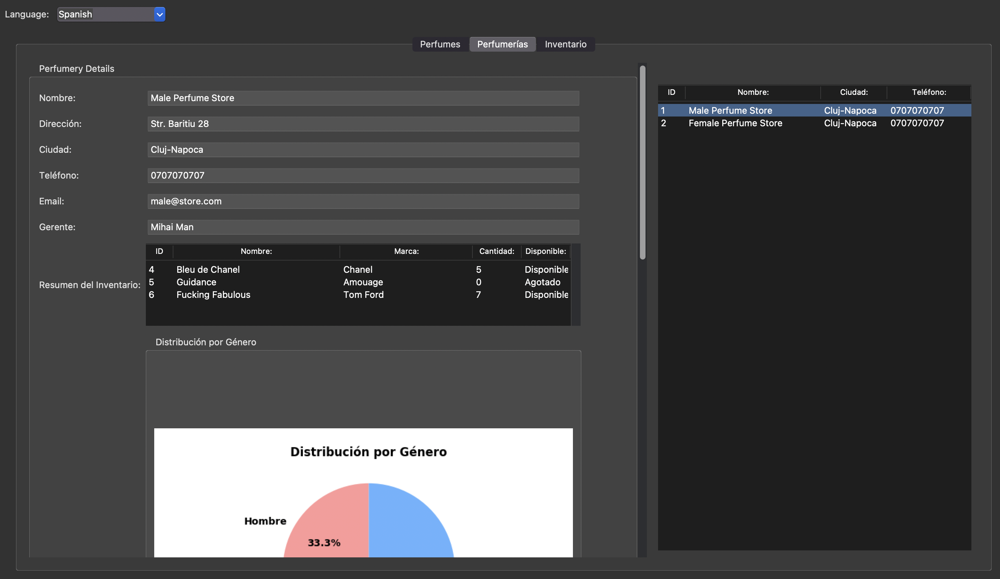 Language: Spanish
Perfumes Perfumerías Inventario
Perfumery Details
Nombre: Male Perfume Store
Dirección: Str. Baritiu 28
Ciudad: Cluj-Napoca
Teléfono: 0707070707
Email: male@store.com
Gerente: Mihai Man
Resumen del Inventario:
ID Nombre: Marca: Cantidad: Disponible:
4 Bleu de Chanel Chanel 5 Disponible
5 Guidance Amouage 0 Agotado
6 Fucking Fabulous Tom Ford 7 Disponible
Distribución por Género
Distribución por Género
Hombre
33.3%
ID Nombre: Ciudad: Teléfono:
1 Male Perfume Store Cluj-Napoca 0707070707
2 Female Perfume Store Cluj-Napoca 0707070707